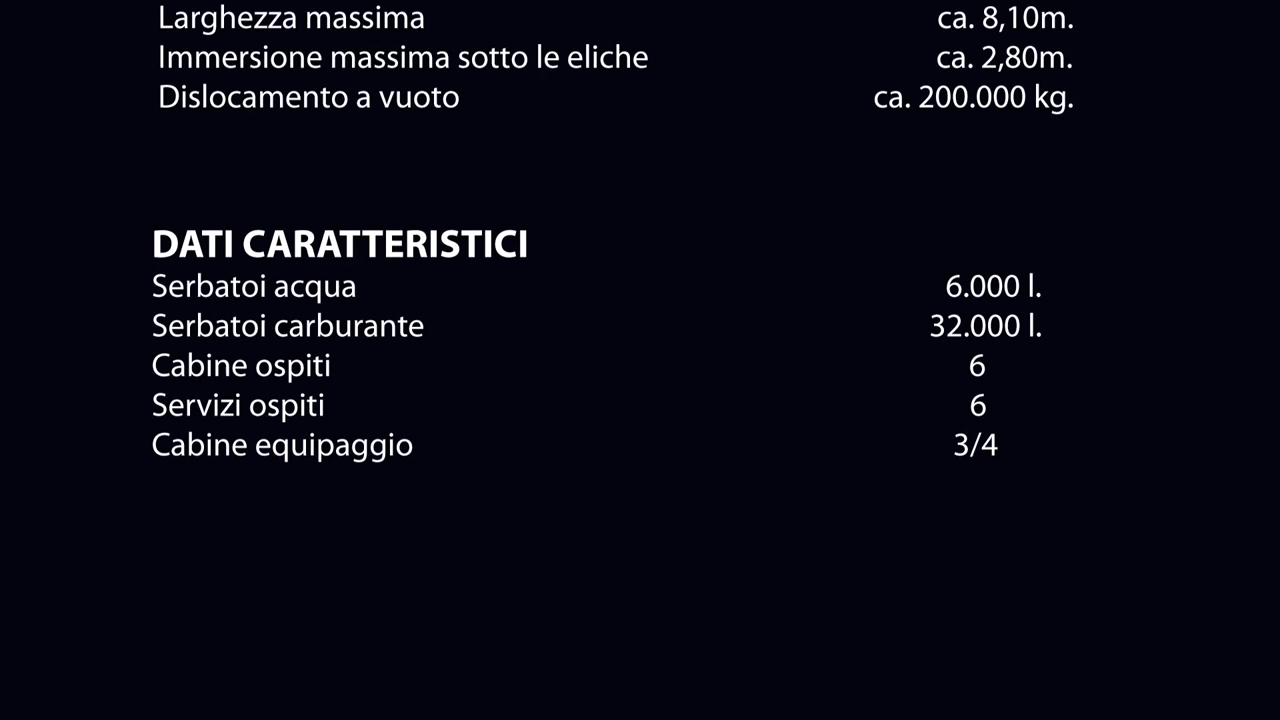 Larghezza massima ca. 8,10m.
Immersione massima sotto le eliche ca. 2,80m.
Dislocamento a vuoto ca. 200.000 kg.
DATI CARATTERISTICI
Serbatoi acqua 6.000 l.
Serbatoi carburante 32.000 l.
Cabine ospiti 6
Servizi ospiti 6
Cabine equipaggio 3/4